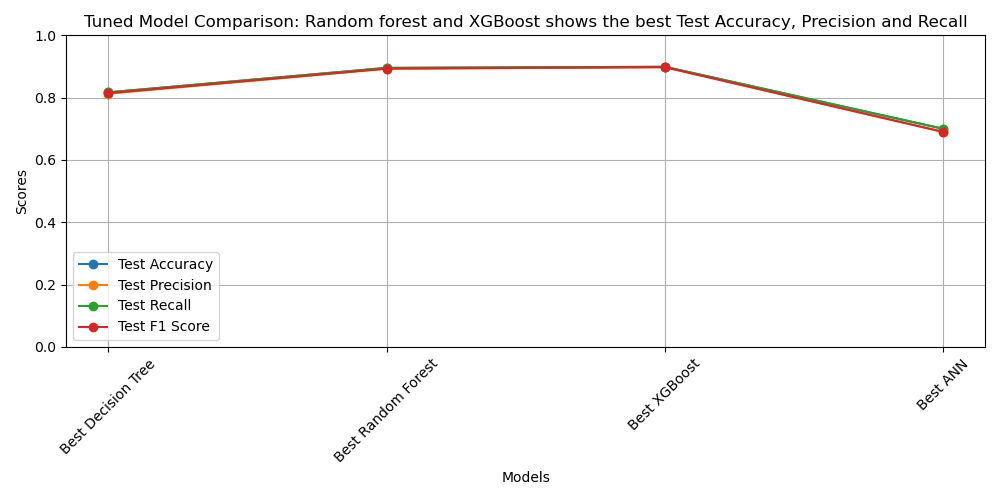 Tuned Model Comparison: Random forest and XGBoost shows the best Test Accuracy, Precision and Recall
1.0
0.8
0.6
0.4
0.2
0.0
Scores
Test Accuracy
Test Precision
Test Recall
Test F1 Score
Best Decision Tree
Best Random Forest
Best XGBoost
Best ANN
Models